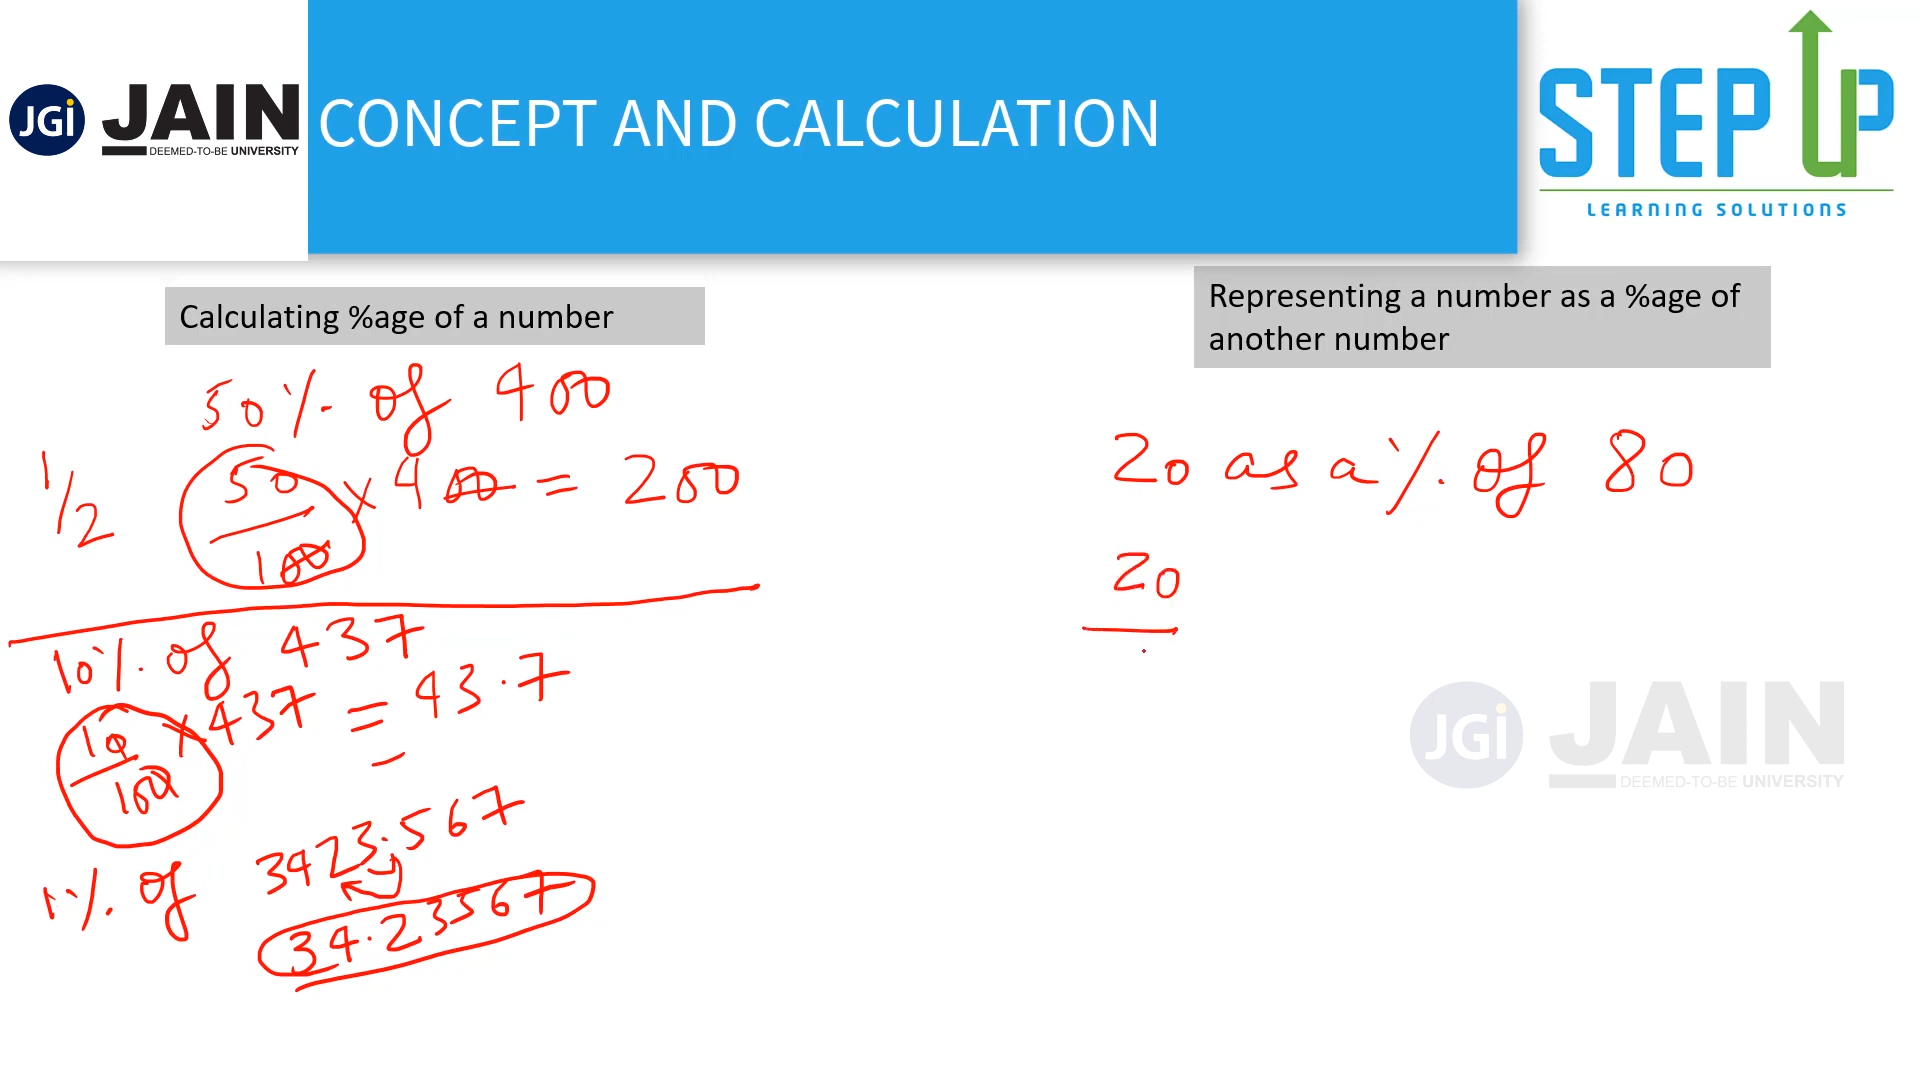 JGi JAIN
DEEMED-TO-BE UNIVERSITY
CONCEPT AND CALCULATION
STEP UP
LEARNING SOLUTIONS
Calculating %age of a number
50% of 400
1/2 50/100 × 400 = 200
10% of 437
10/100 × 437 = 43.7
1% of 3423.567
34.23567
Representing a number as a %age of
another number
20 as a % of 80
20
JGi JAIN
DEEMED-TO-BE UNIVERSITY